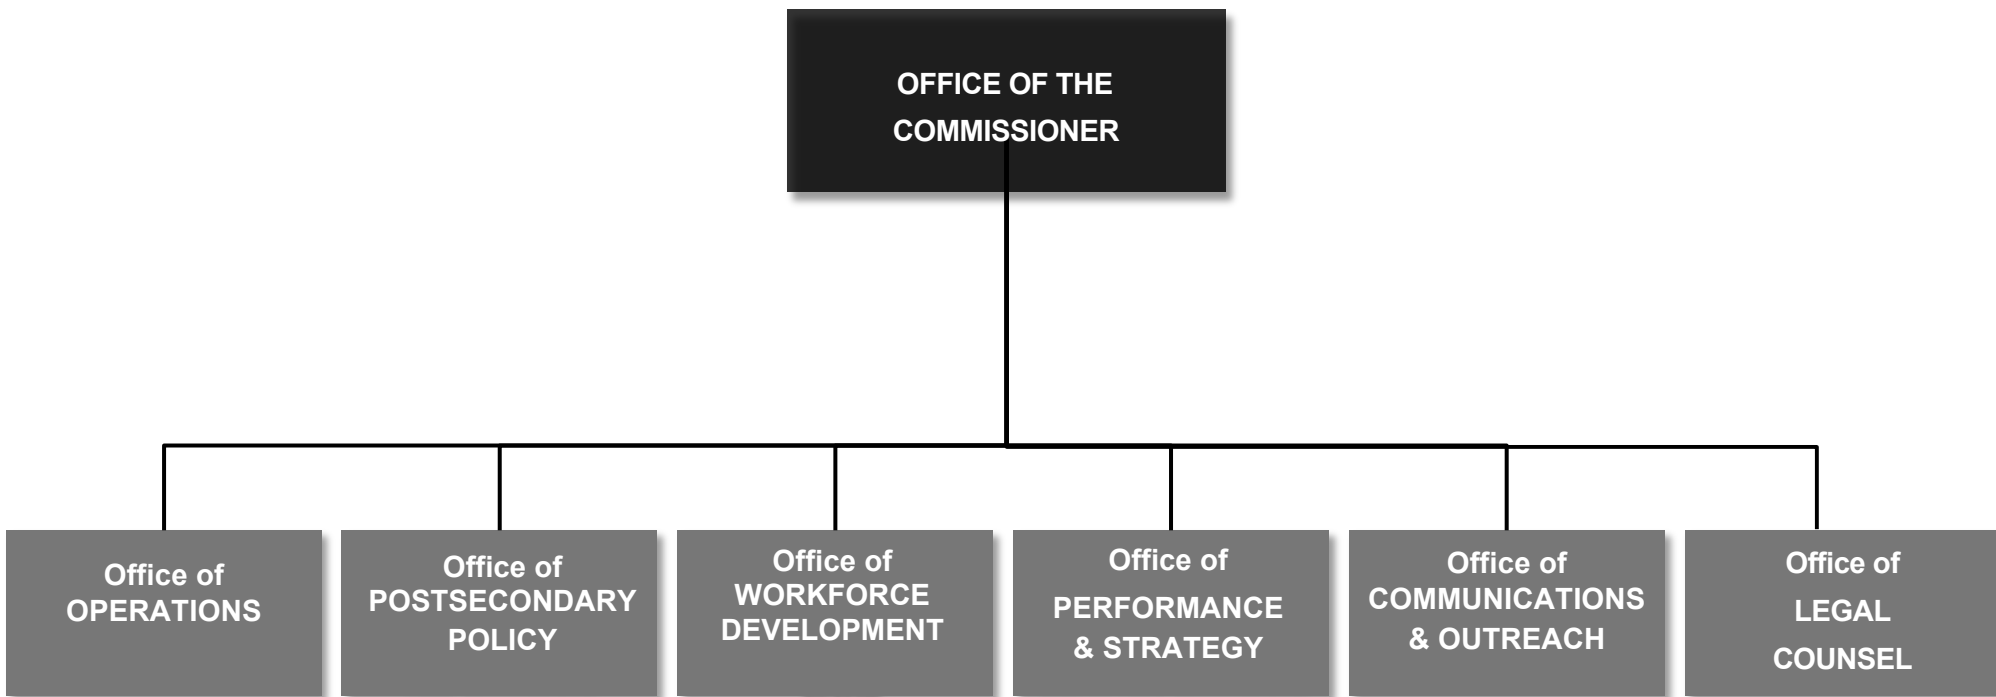 OFFICE OF THE
COMMISSIONER
Office of
OPERATIONS
Office of
POSTSECONDARY
POLICY
Office of
WORKFORCE
DEVELOPMENT
Office of
PERFORMANCE
& STRATEGY
Office of
COMMUNICATIONS
& OUTREACH
Office of
LEGAL
COUNSEL